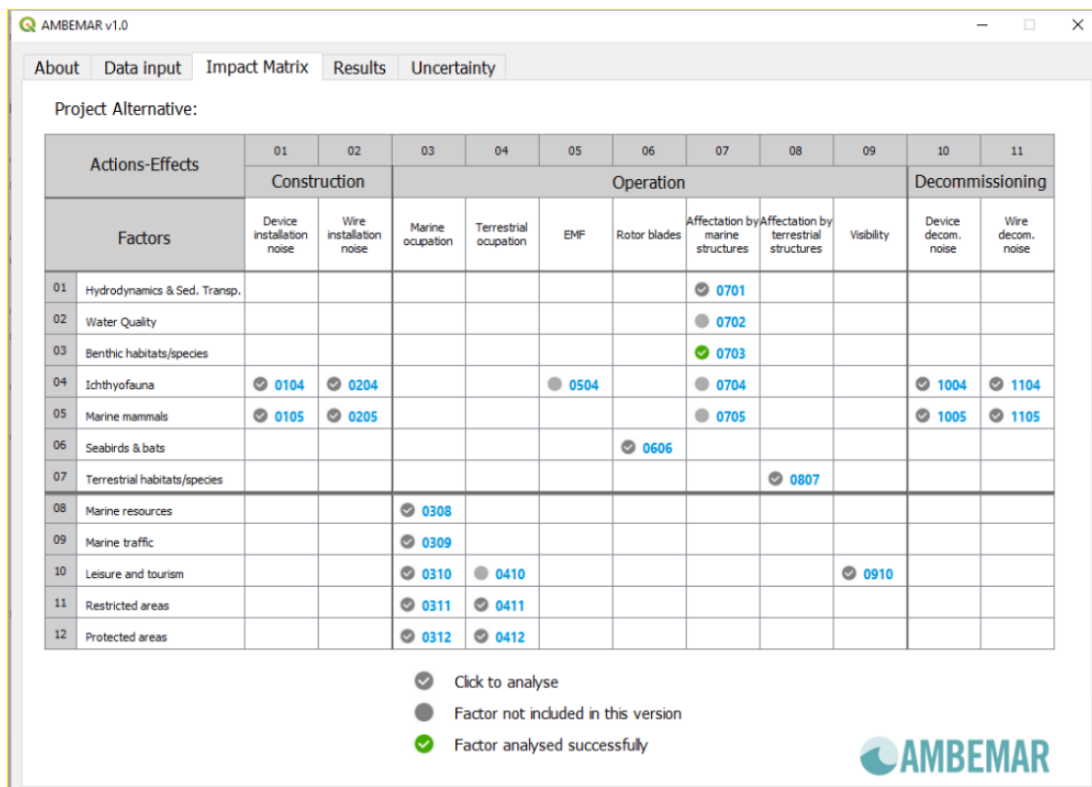 AMBEMAR v1.0
About Data input Impact Matrix Results Uncertainty
Project Alternative:
Actions-Effects 01 02 03 04 05 06 07 08 09 10 11
Construction Operation Decommissioning
Factors
Device installation noise
Wire installation noise
Marine ocupation
Terrestrial ocupation
EMF
Rotor blades
Affectation by marine structures
Affectation by terrestrial structures
Visibility
Device decom. noise
Wire decom. noise
01 Hydrodynamics & Sed. Transp. 0701
02 Water Quality 0702
03 Benthic habitats/species 0703
04 Ichthyofauna 0104 0204 0504 0704 1004 1104
05 Marine mammals 0105 0205 0705 1005 1105
06 Seabirds & bats 0606
07 Terrestrial habitats/species 0807
08 Marine resources 0308
09 Marine traffic 0309
10 Leisure and tourism 0310 0410 0910
11 Restricted areas 0311 0411
12 Protected areas 0312 0412
Click to analyse
Factor not included in this version
Factor analysed successfully
AMBEMAR